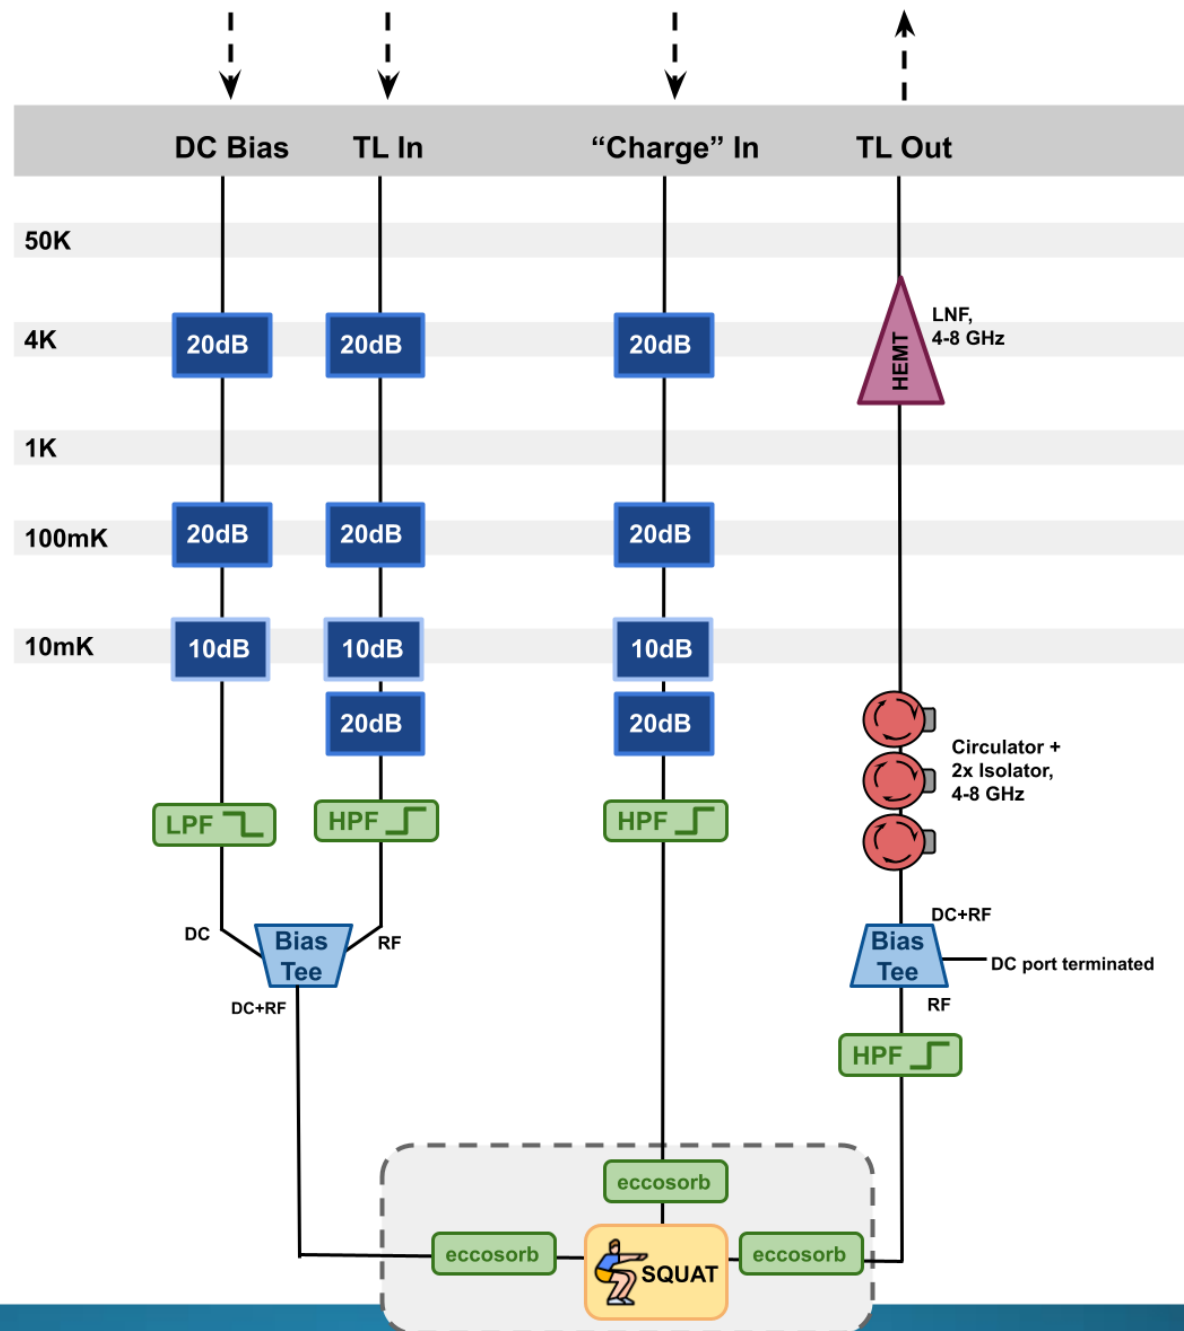 DC Bias
TL In
“Charge” In
TL Out
50K
4K
20dB
20dB
20dB
HEMT
LNF,
4-8 GHz
1K
100mK
20dB
20dB
20dB
10mK
10dB
10dB
10dB
20dB
20dB
Circulator +
2x Isolator,
4-8 GHz
LPF
HPF
HPF
DC
Bias
Tee
RF
DC+RF
DC+RF
Bias
Tee
DC port terminated
RF
HPF
eccosorb
eccosorb
SQUAT
eccosorb